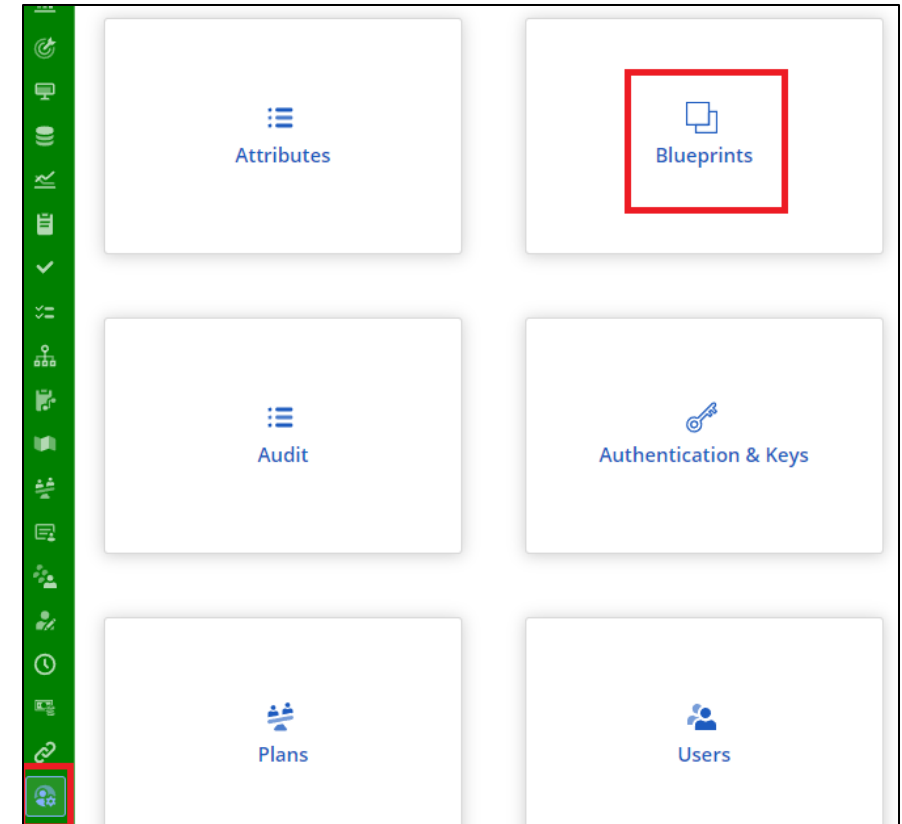 Attributes
Blueprints
Audit
Authentication & Keys
Plans
Users